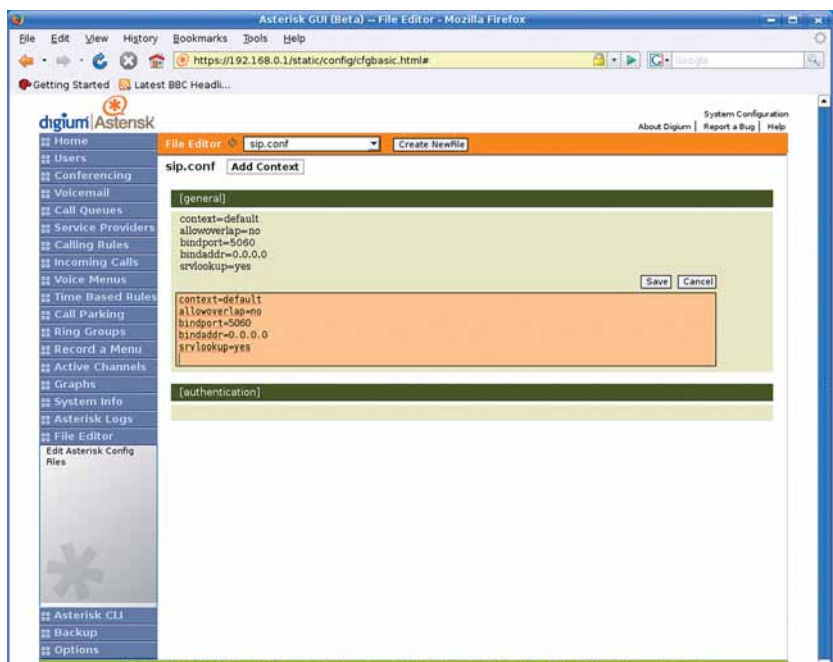 Asterisk GUI (Beta) -- File Editor - Mozilla Firefox
File Edit View History Bookmarks Tools Help
https://192.168.0.1/static/config/cfgbasic.html#
Google
Getting Started Latest BBC Headli...
digium Asterisk
System Configuration
About Digium | Report a Bug | Help
Home
Users
Conferencing
Voicemail
Call Queues
Service Providers
Calling Rules
Incoming Calls
Voice Menus
Time Based Rules
Call Parking
Ring Groups
Record a Menu
Active Channels
Graphs
System Info
Asterisk Logs
File Editor
Edit Asterisk Config
Files
Asterisk CLI
Backup
Options
File Editor sip.conf Create NewFile
sip.conf Add Context
[general]
context=default
allowoverlap=no
bindport=5060
bindaddr=0.0.0.0
srvlookup=yes
Save Cancel
context=default
allowoverlap=no
bindport=5060
bindaddr=0.0.0.0
srvlookup=yes
[authentication]